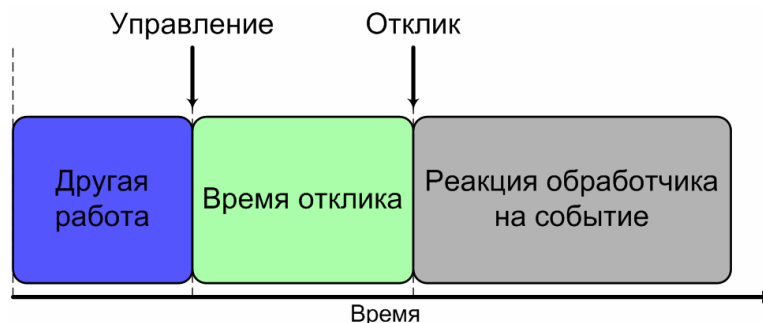 Управление
Отклик
Другая
работа
Время отклика
Реакция обработчика
на событие
Время